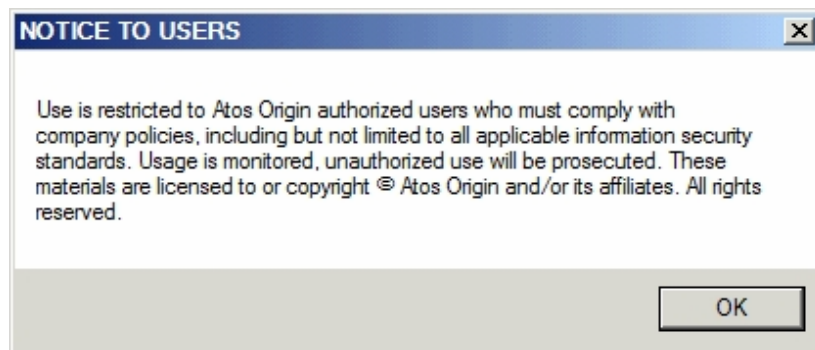 NOTICE TO USERS
Use is restricted to Atos Origin authorized users who must comply with
company policies, including but not limited to all applicable information security
standards. Usage is monitored, unauthorized use will be prosecuted. These
materials are licensed to or copyright © Atos Origin and/or its affiliates. All rights
reserved.
OK